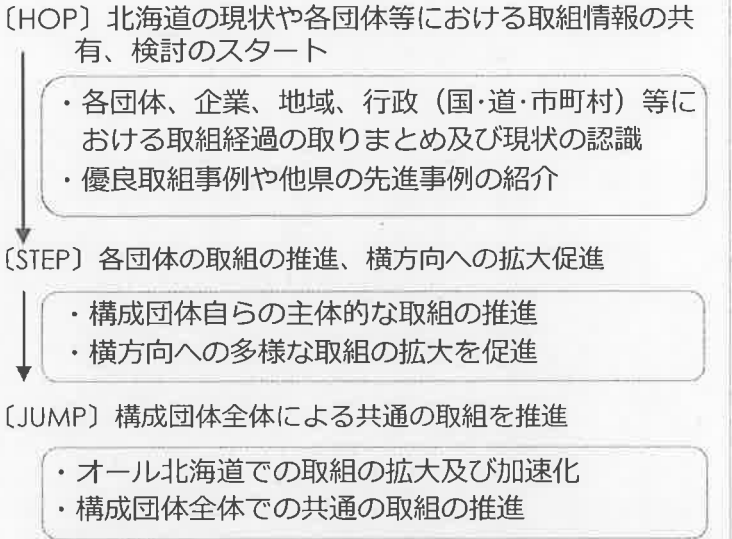 〔HOP〕北海道の現状や各団体等における取組情報の共
有、検討のスタート
・各団体、企業、地域、行政（国･道･市町村）等に
おける取組経過の取りまとめ及び現状の認識
・優良取組事例や他県の先進事例の紹介
〔STEP〕各団体の取組の推進、横方向への拡大促進
・構成団体自らの主体的な取組の推進
・横方向への多様な取組の拡大を促進
〔JUMP〕構成団体全体による共通の取組を推進
・オール北海道での取組の拡大及び加速化
・構成団体全体での共通の取組の推進